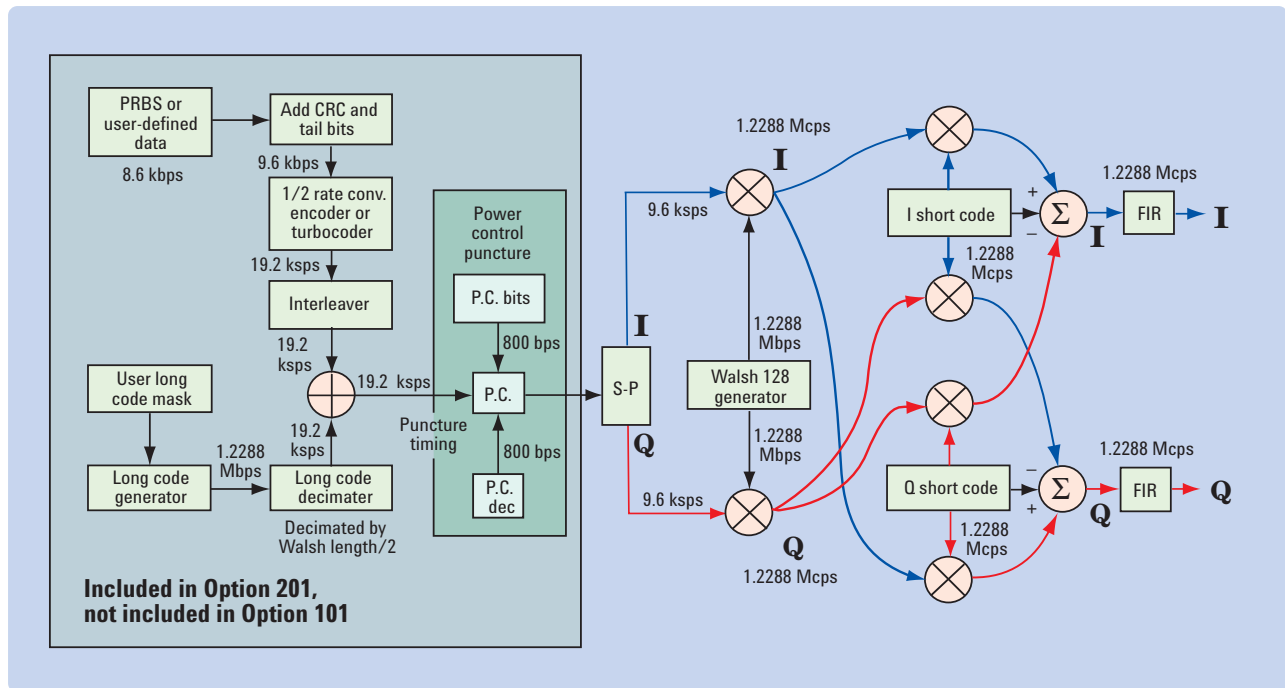 PRBS or
user-defined
data
8.6 kbps
Add CRC and
tail bits
9.6 kbps
1/2 rate conv.
encoder or
turbocoder
19.2 ksps
Interleaver
19.2
ksps
User long
code mask
Long code
generator
1.2288
Mbps
19.2
ksps
Long code
decimater
Decimated by
Walsh length/2
19.2 ksps
Puncture
timing
Power
control
puncture
P.C. bits
800 bps
P.C.
800 bps
P.C.
dec
Included in Option 201,
not included in Option 101
I
S-P
Q
9.6 ksps
9.6 ksps
1.2288 Mcps
I
1.2288
Mbps
Walsh 128
generator
1.2288
Mbps
Q
1.2288 Mcps
1.2288 Mcps
I short code
1.2288
Mcps
+
−
Σ
I
1.2288 Mcps
FIR
I
Q short code
1.2288
Mcps
−
+
Σ
Q
1.2288 Mcps
FIR
Q